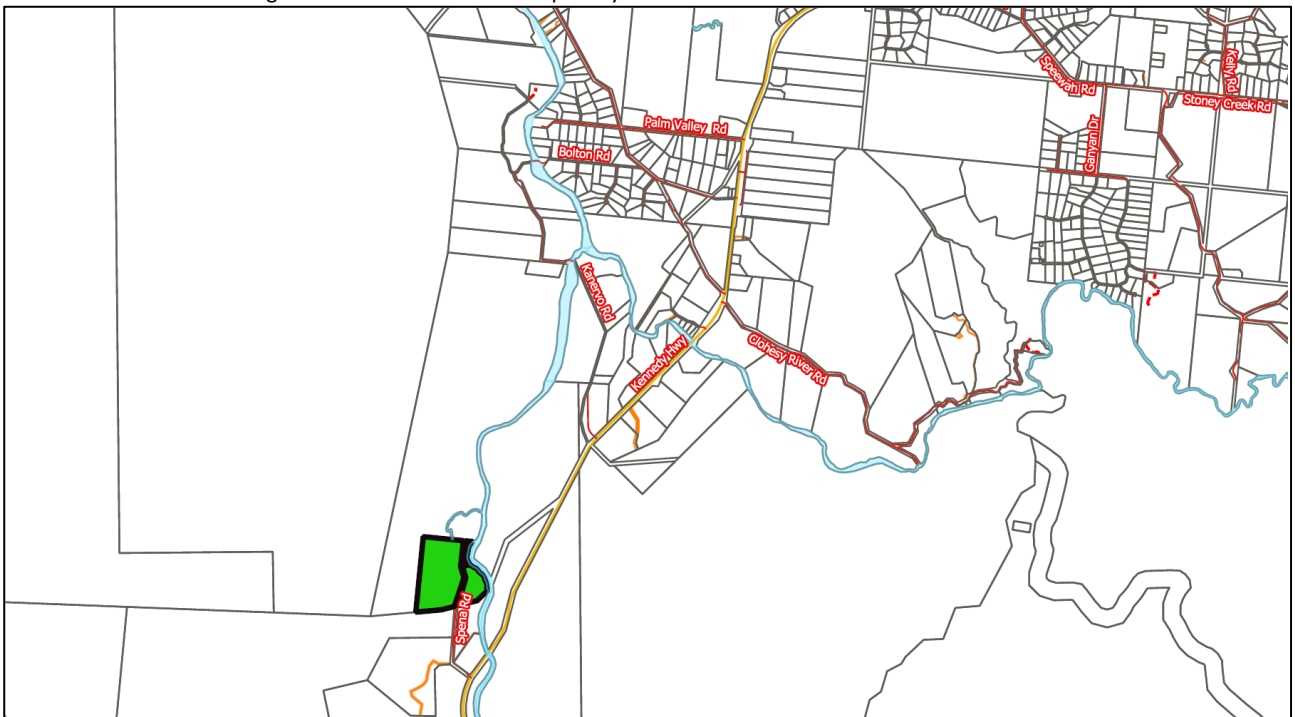 Speewah Rd
Kelly Rd
Stoney Creek Rd
Palm Valley Rd
Ganyan Dr
Bolton Rd
Kanervo Rd
Kennedy Hwy
Clohesy River Rd
Spena Rd